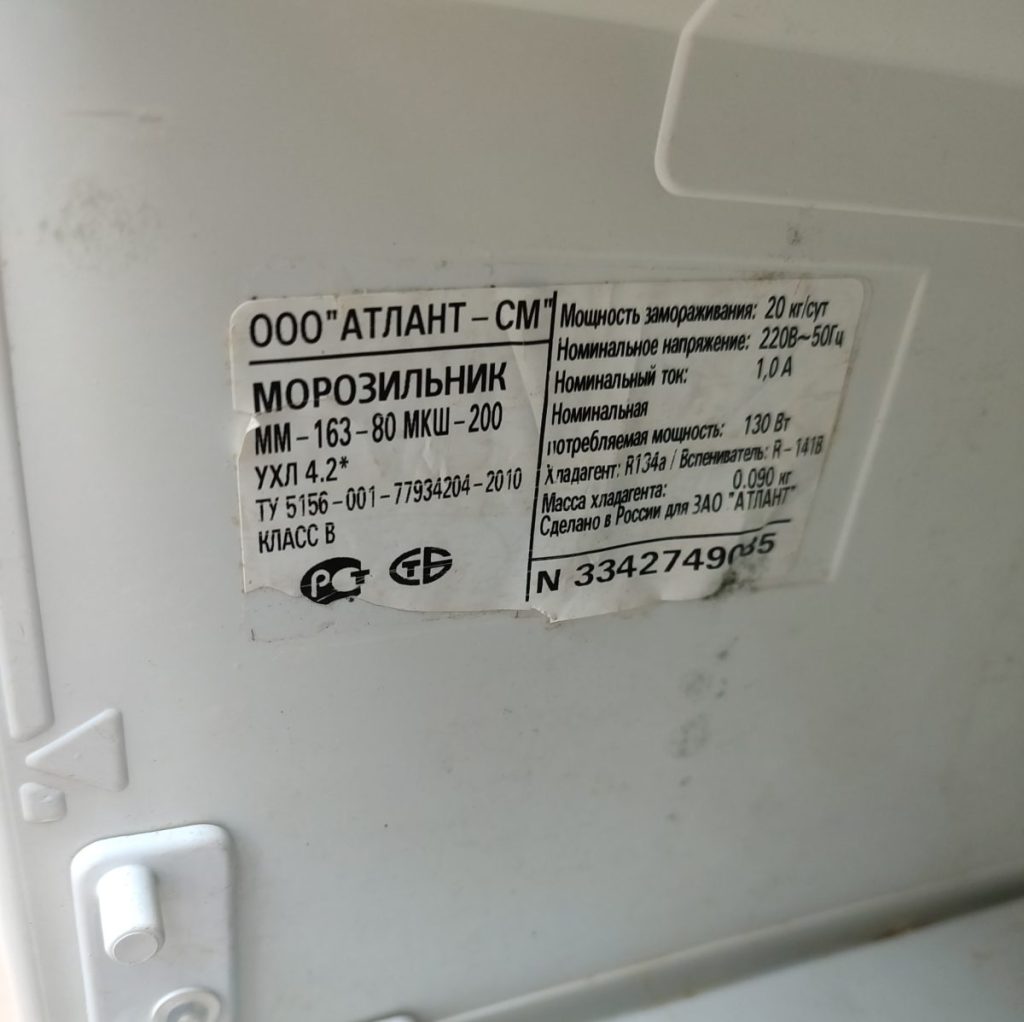 ООО"АТЛАНТ-СМ"
МОРОЗИЛЬНИК
ММ-163-80 МКШ-200
УХЛ 4.2*
ТУ 5156-001-77934204-2010
КЛАСС В
РСТ СТБ
Мощность замораживания: 20 кг/сут
Номинальное напряжение: 220В~50Гц
Номинальный ток: 1,0 А
Номинальная
потребляемая мощность: 130 Вт
Хладагент: R134a / Вспениватель: R-141B
Масса хладагента: 0.090 кг
Сделано в России для ЗАО "АТЛАНТ"
N